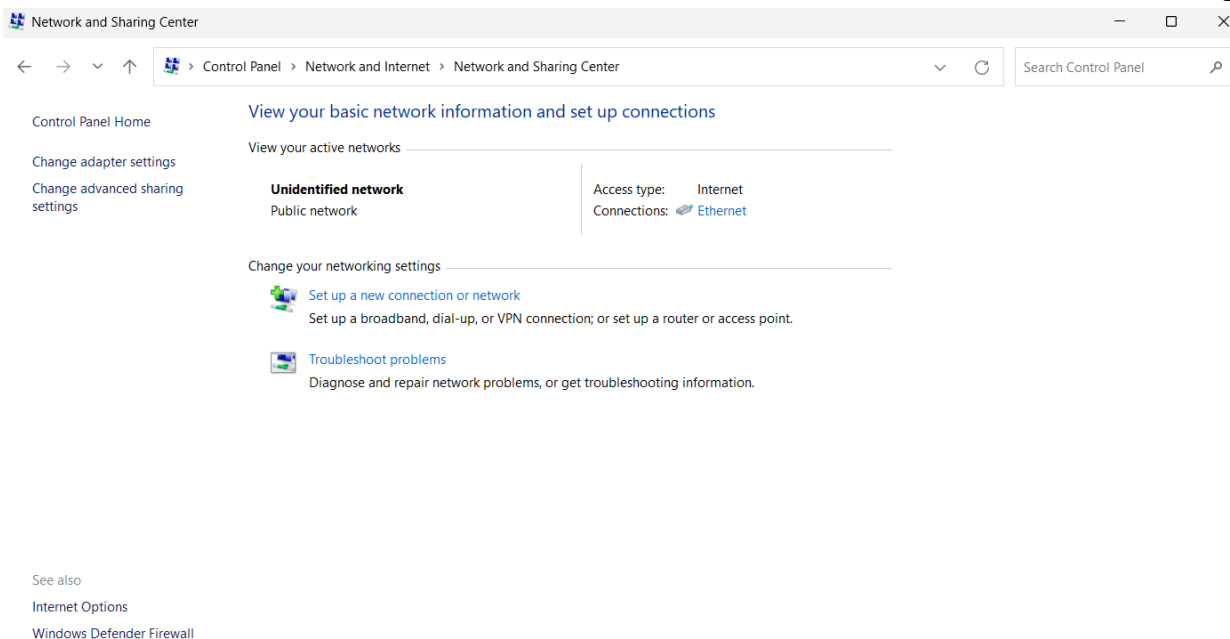 Network and Sharing Center
Control Panel > Network and Internet > Network and Sharing Center
Search Control Panel
Control Panel Home
Change adapter settings
Change advanced sharing
settings
View your basic network information and set up connections
View your active networks
Unidentified network
Public network
Access type: Internet
Connections: Ethernet
Change your networking settings
Set up a new connection or network
Set up a broadband, dial-up, or VPN connection; or set up a router or access point.
Troubleshoot problems
Diagnose and repair network problems, or get troubleshooting information.
See also
Internet Options
Windows Defender Firewall